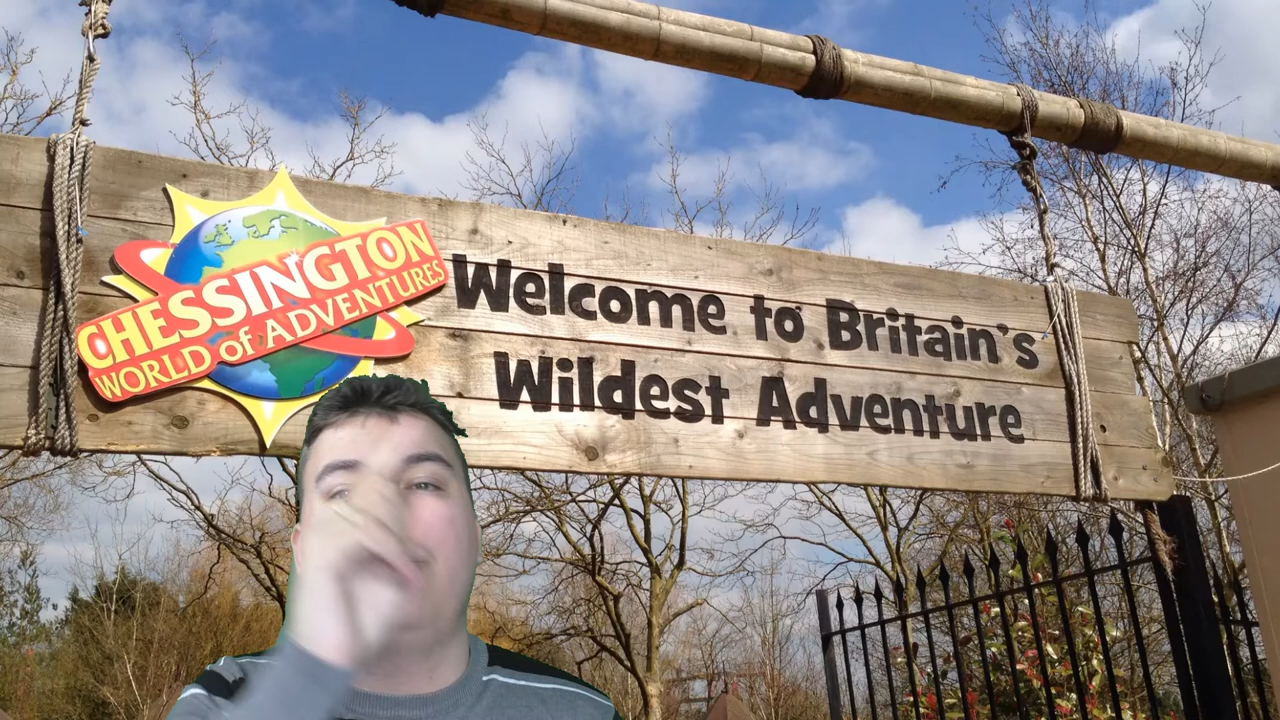 CHESSINGTON
WORLD of ADVENTURES
Welcome to Britain's
Wildest Adventure